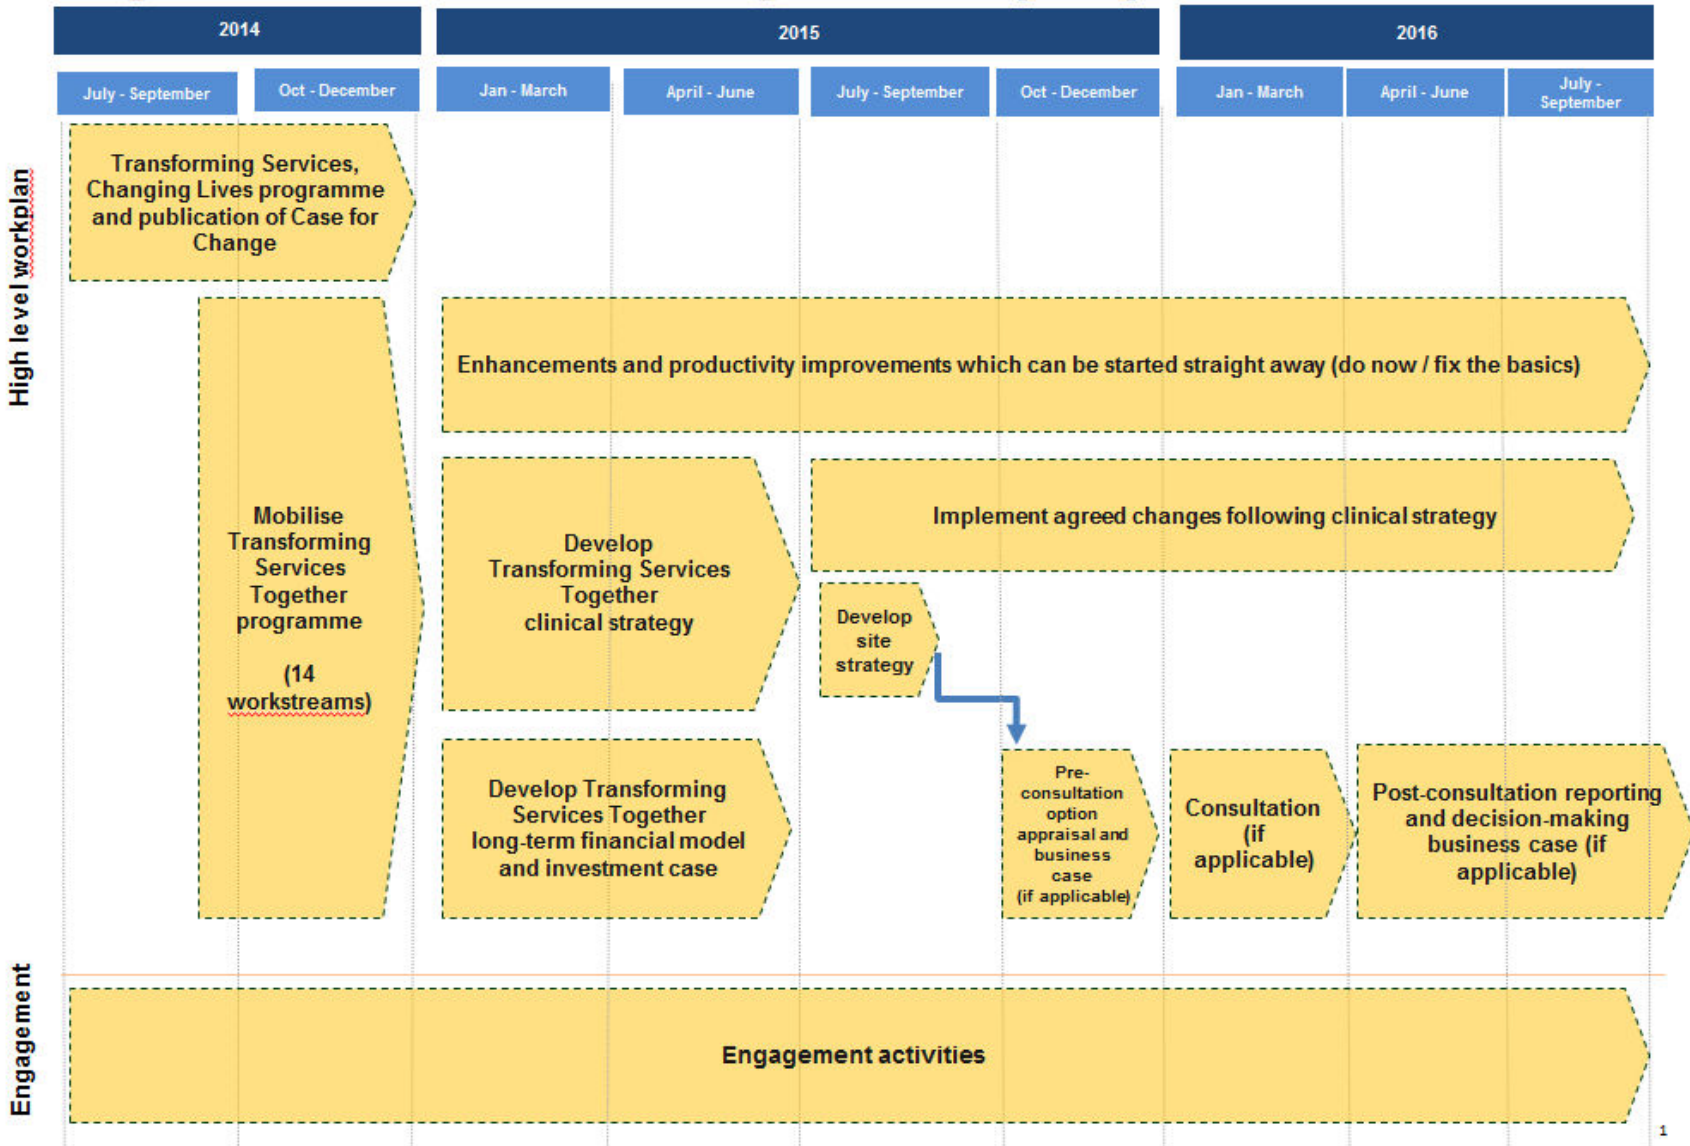 2014
2015
2016
July - September
Oct - December
Jan - March
April - June
July - September
Oct - December
Jan - March
April - June
July -
September
High level workplan
Transforming Services,
Changing Lives programme
and publication of Case for
Change
Enhancements and productivity improvements which can be started straight away (do now / fix the basics)
Mobilise
Transforming
Services
Together
programme
(14
workstreams)
Develop
Transforming Services
Together
clinical strategy
Implement agreed changes following clinical strategy
Develop
site
strategy
Develop Transforming
Services Together
long-term financial model
and investment case
Pre-
consultation
option
appraisal and
business
case
(if applicable)
Consultation
(if
applicable)
Post-consultation reporting
and decision-making
business case (if
applicable)
Engagement
Engagement activities
1